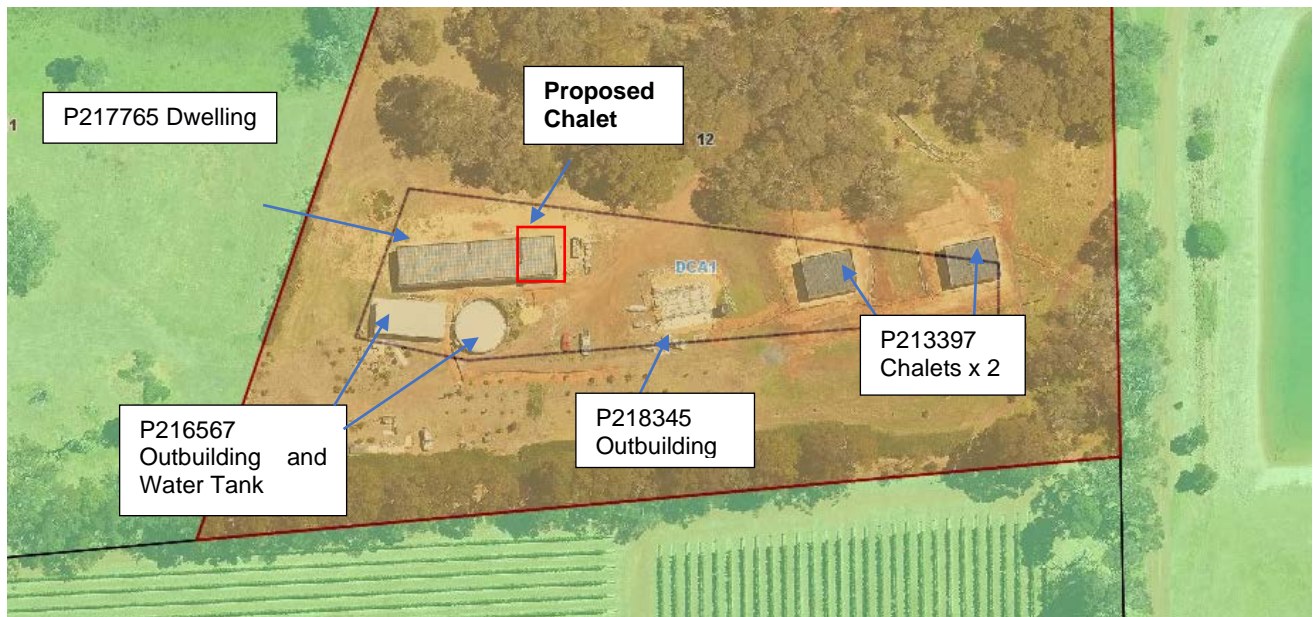 P217765 Dwelling
Proposed
Chalet
1
12
DCA1
P213397
Chalets x 2
P218345
Outbuilding
P216567
Outbuilding and
Water Tank